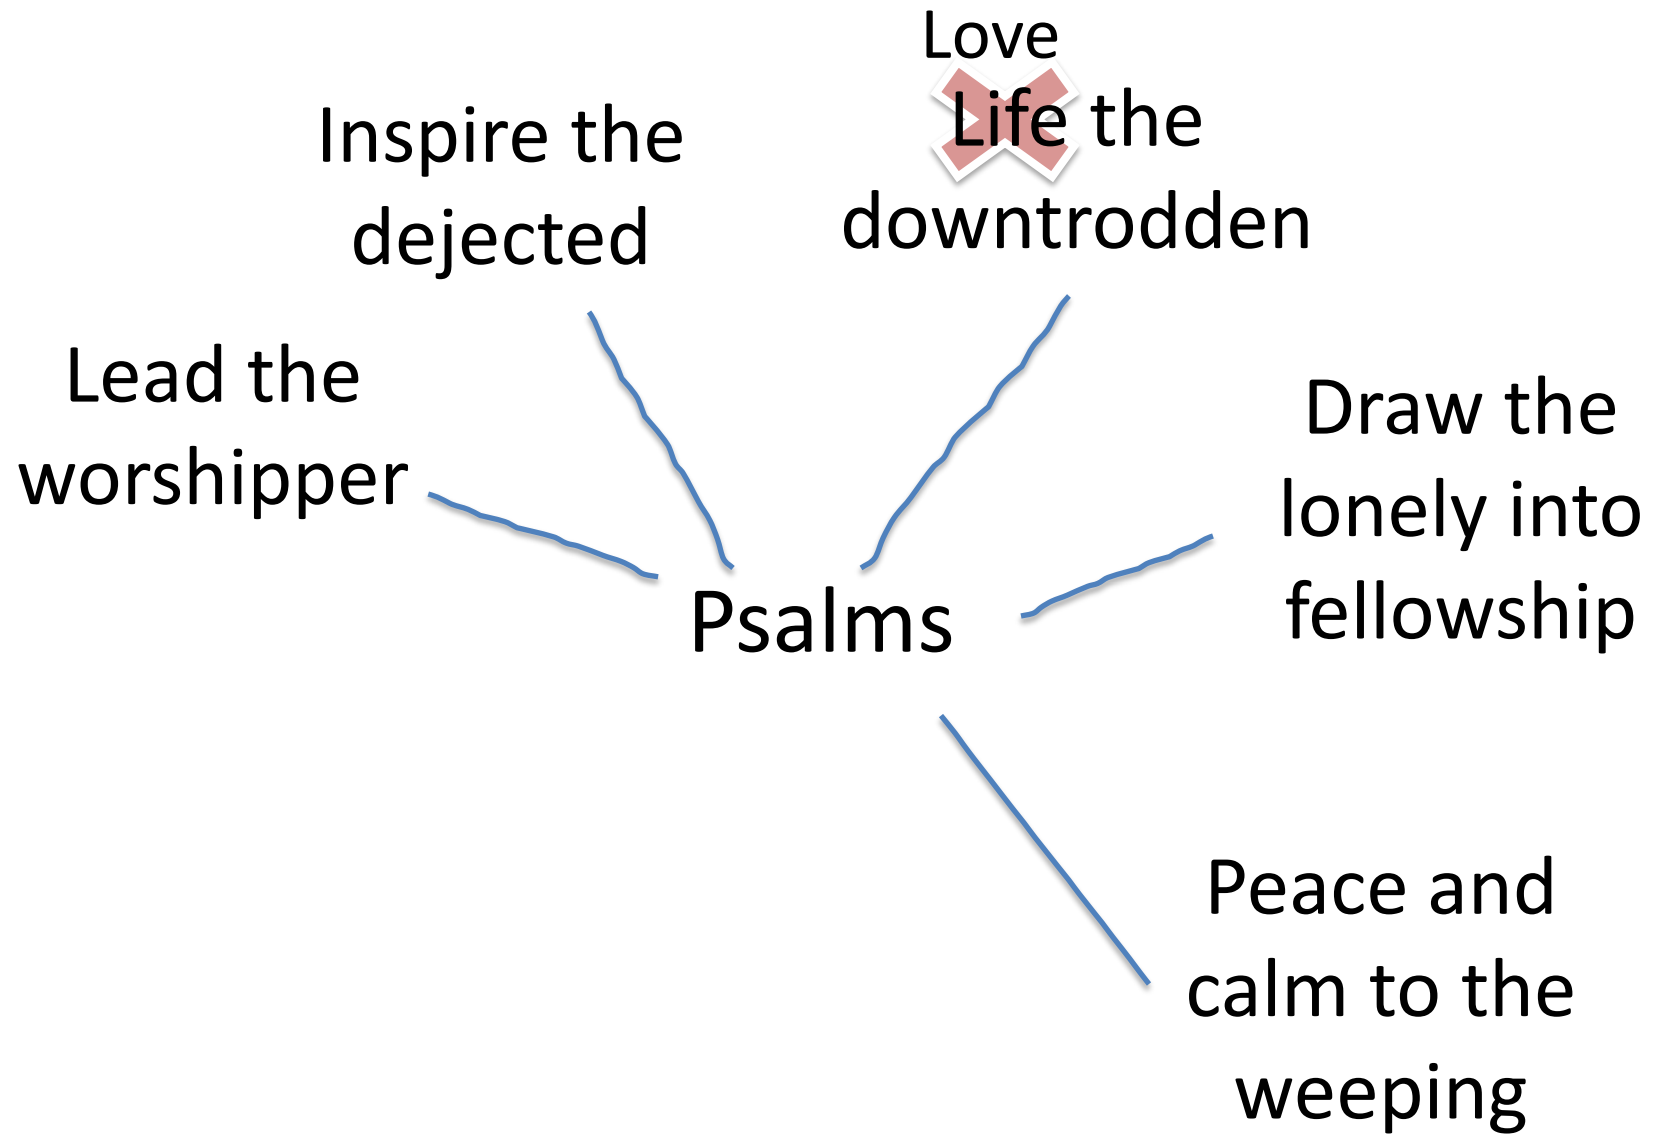 Love
Life the
downtrodden
Inspire the
dejected
Lead the
worshipper
Draw the
lonely into
fellowship
Psalms
Peace and
calm to the
weeping